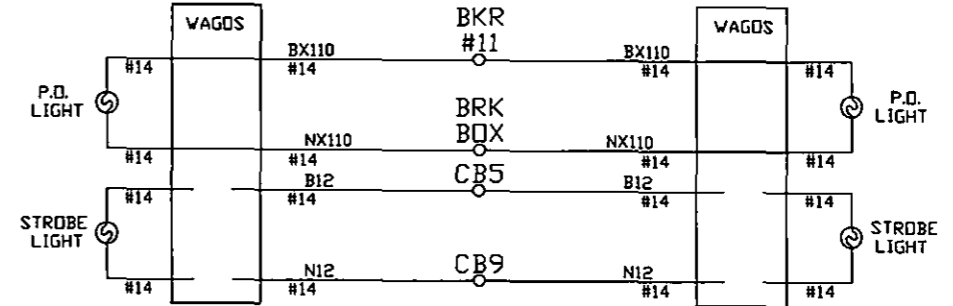 WAGOS
BKR
#11
WAGOS
BX110
#14
#14
BX110
#14
#14
P.O.
LIGHT
P.O.
LIGHT
BRK
BOX
NX110
#14
#14
NX110
#14
#14
CB5
B12
#14
#14
B12
#14
#14
STROBE
LIGHT
STROBE
LIGHT
CB9
N12
#14
#14
N12
#14
#14